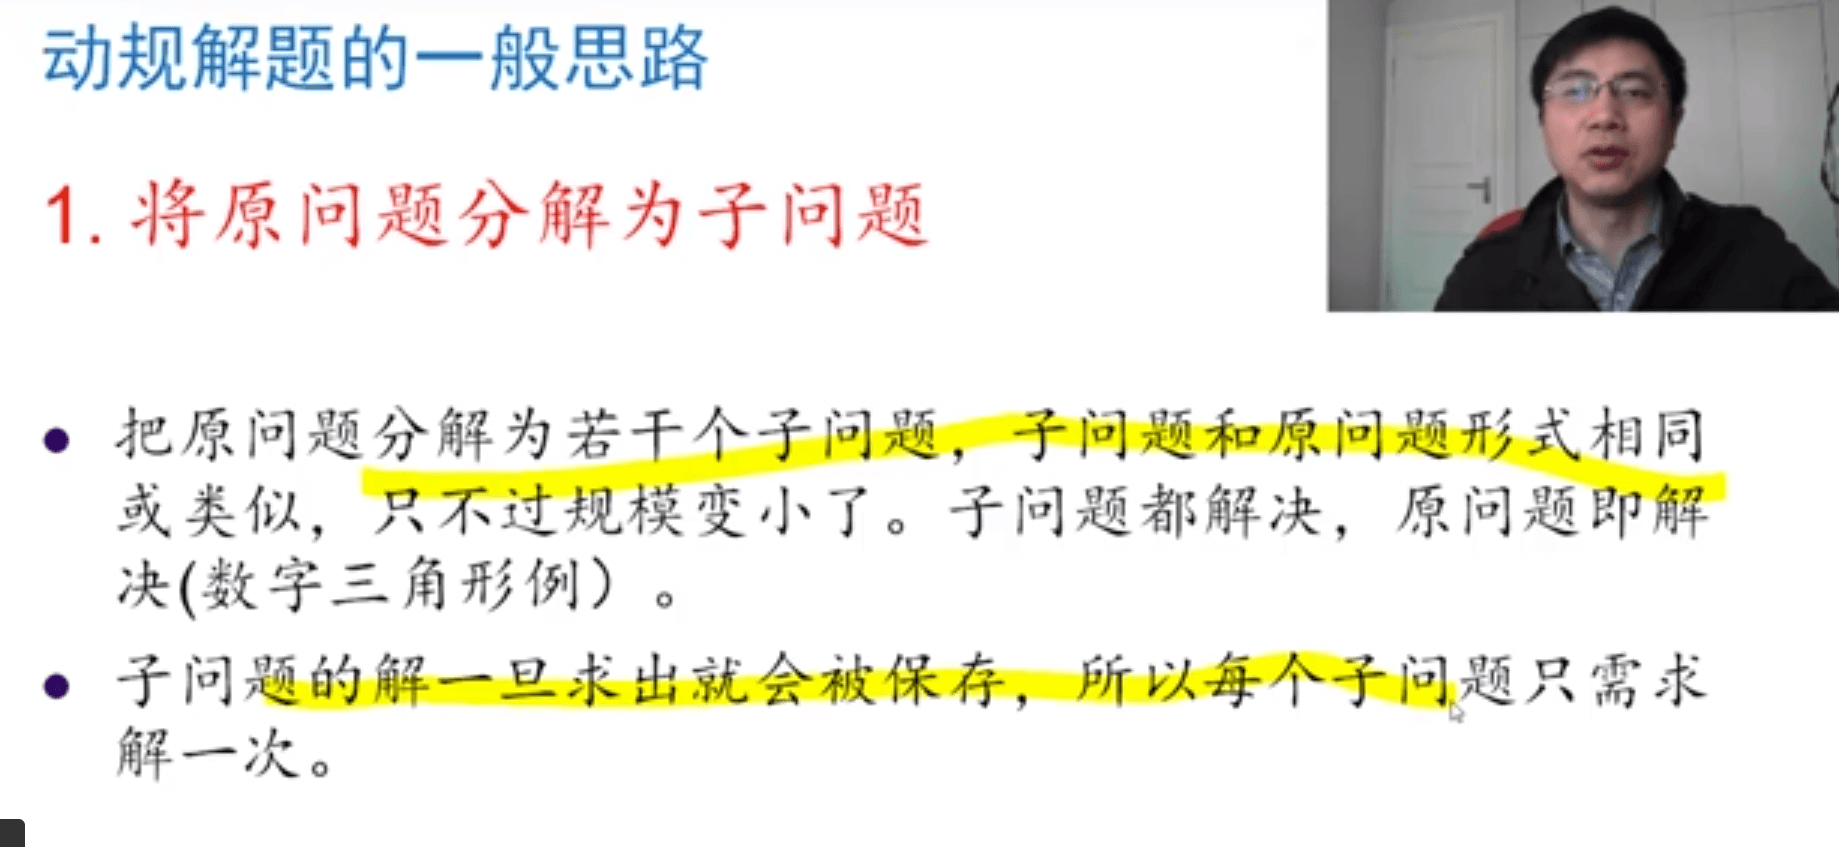 动规解题的一般思路
1. 将原问题分解为子问题
把原问题分解为若干个子问题，子问题和原问题形式相同
或类似，只不过规模变小了。子问题都解决，原问题即解
决(数字三角形例）。
子问题的解一旦求出就会被保存，所以每个子问题只需求
解一次。